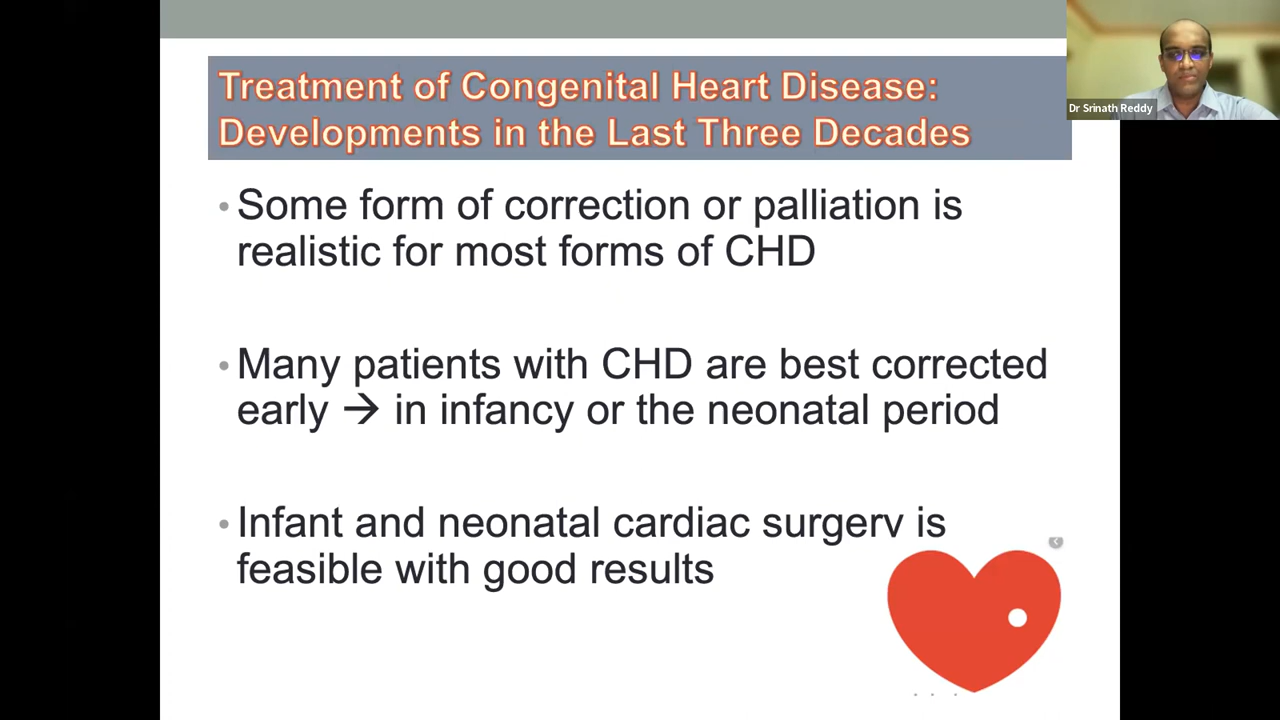 Treatment of Congenital Heart Disease:
Developments in the Last Three Decades
Dr Srinath Reddy
• Some form of correction or palliation is
realistic for most forms of CHD
• Many patients with CHD are best corrected
early → in infancy or the neonatal period
• Infant and neonatal cardiac surgery is
feasible with good results